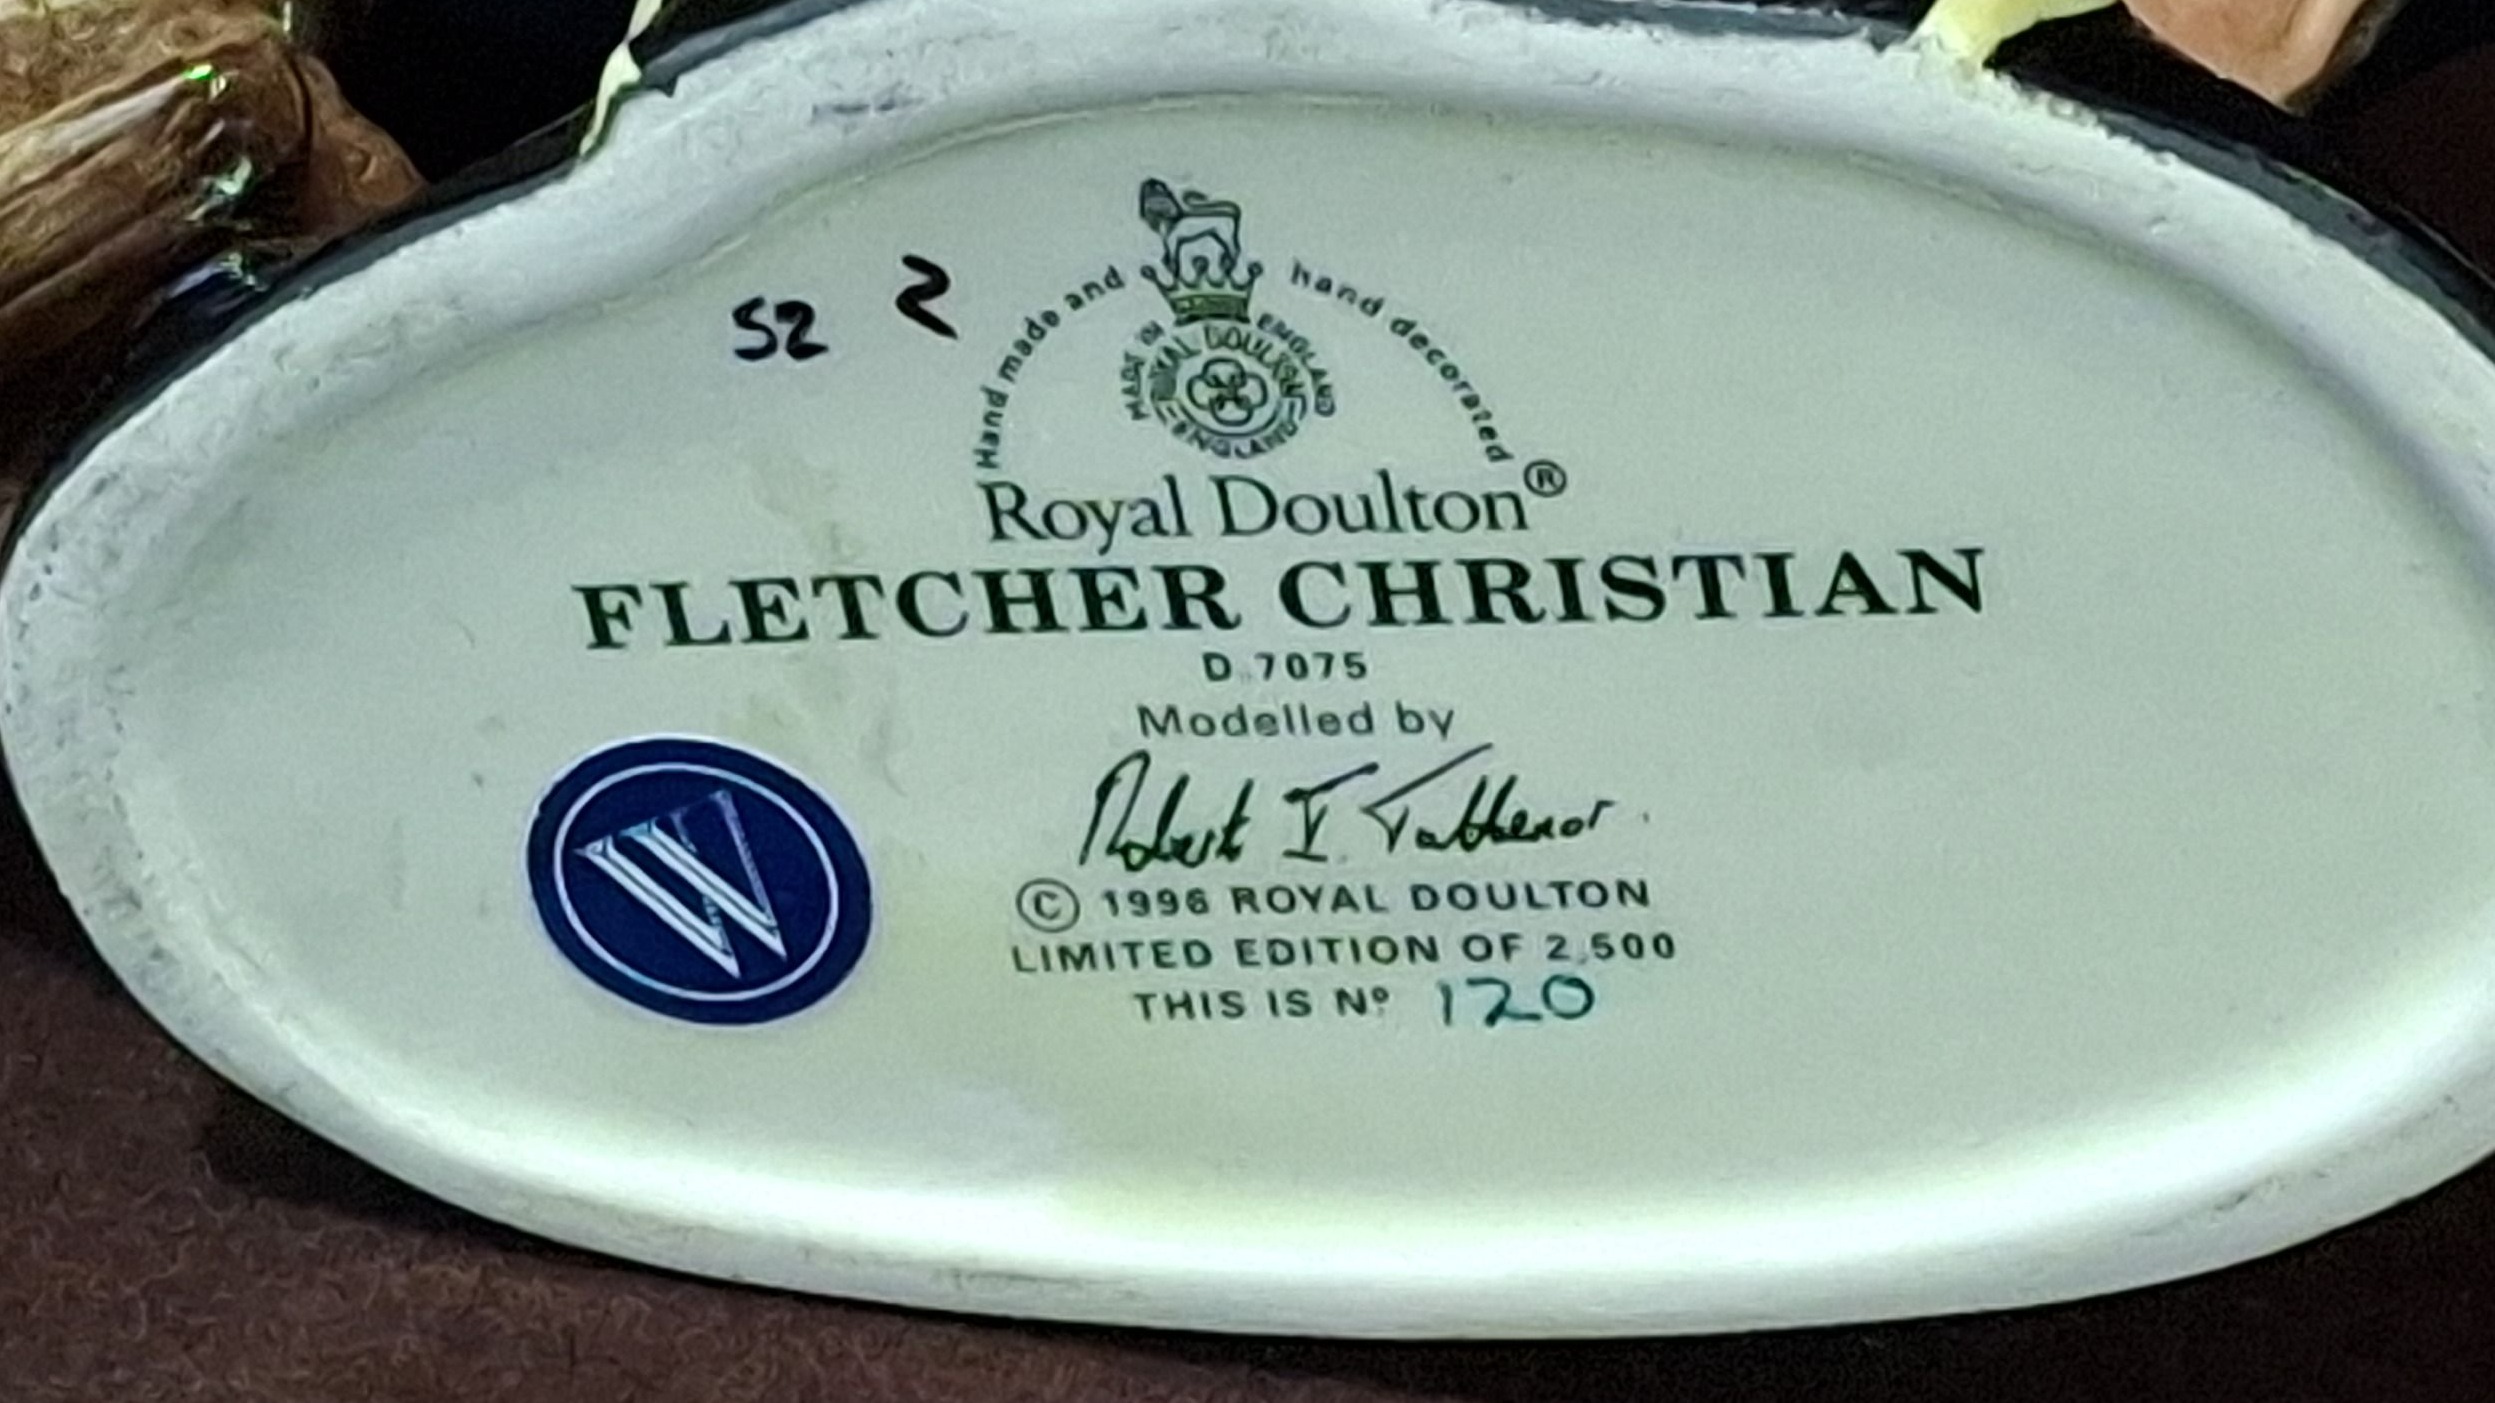 52 2
Hand made and hand decorated
MADE IN ENGLAND
ROYAL DOULTON
ENGLAND
Royal Doulton®
FLETCHER CHRISTIAN
D 7075
Modelled by
Robert I. Tabbenor.
© 1996 ROYAL DOULTON
LIMITED EDITION OF 2,500
THIS IS Nº 120
W